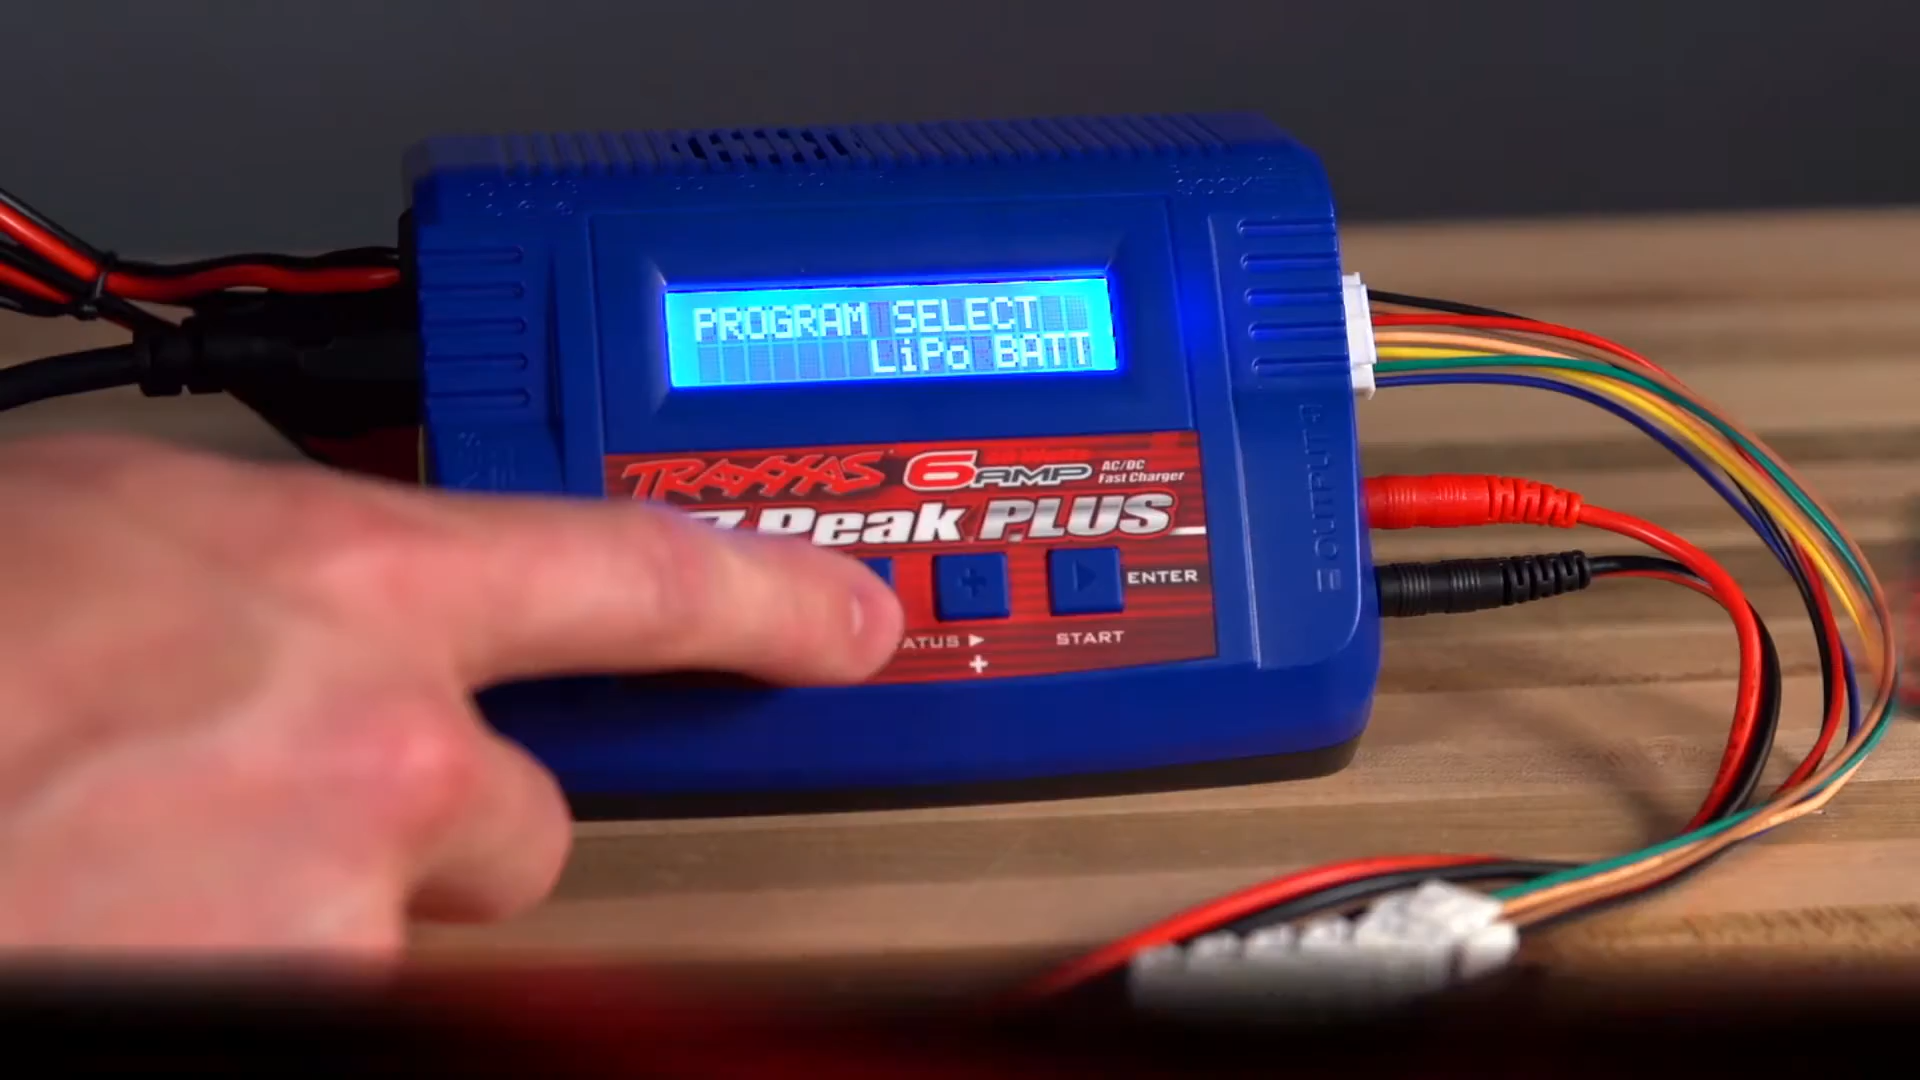 PROGRAM SELECT
LiPo BATT
TRAXXAS 6AMP AC/DC
Fast Charger
Peak PLUS
ENTER
ATUS ▶
START
+
OUTPUT +